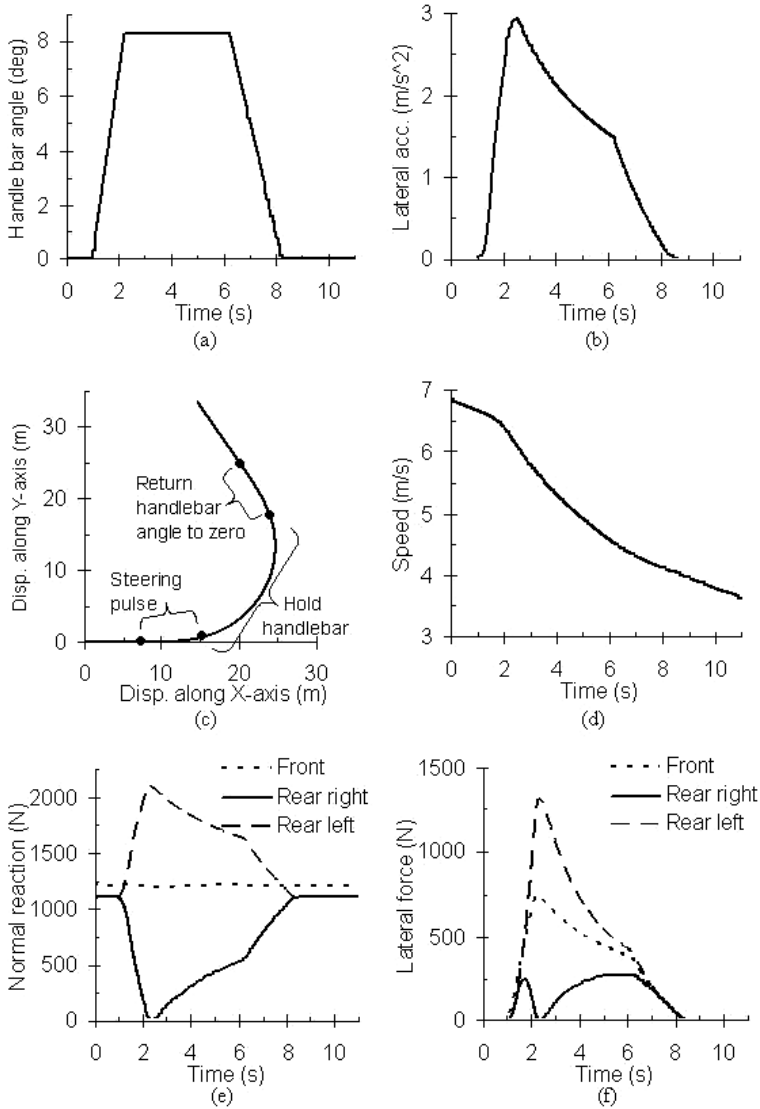 Handle bar angle (deg)
8
6
4
2
0
0 2 4 6 8 10
Time (s)
(a)
Lateral acc. (m/s^2)
3
2
1
0
0 2 4 6 8 10
Time (s)
(b)
Disp. along Y-axis (m)
30
20
10
0
Return
handlebar
angle to zero
Steering
pulse
Hold
handlebar
0 10 20 30
Disp. along X-axis (m)
(c)
Speed (m/s)
7
6
5
4
3
0 2 4 6 8 10
Time (s)
(d)
Normal reaction (N)
2000
1500
1000
500
0
Front
Rear right
Rear left
0 2 4 6 8 10
Time (s)
(e)
Lateral force (N)
1500
1000
500
0
Front
Rear right
Rear left
0 2 4 6 8 10
Time (s)
(f)